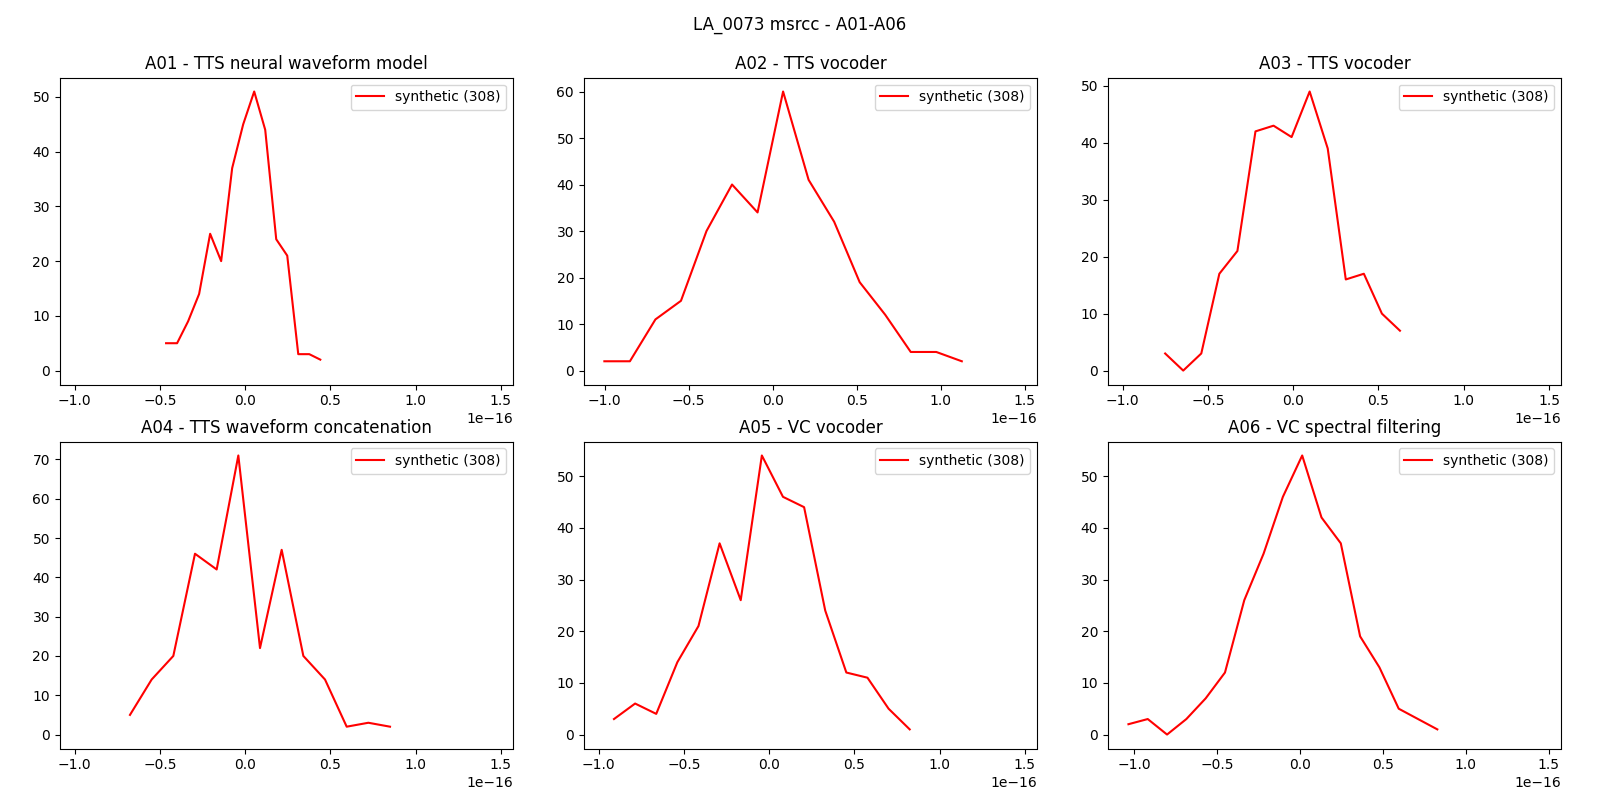 LA_0073 msrcc - A01-A06
A01 - TTS neural waveform model
A02 - TTS vocoder
A03 - TTS vocoder
synthetic (308)
synthetic (308)
synthetic (308)
50
40
30
20
10
0
60
50
40
30
20
10
0
50
40
30
20
10
0
−1.0 −0.5 0.0 0.5 1.0 1.5
1e−16
−1.0 −0.5 0.0 0.5 1.0 1.5
1e−16
−1.0 −0.5 0.0 0.5 1.0 1.5
1e−16
A04 - TTS waveform concatenation
A05 - VC vocoder
A06 - VC spectral filtering
synthetic (308)
synthetic (308)
synthetic (308)
70
60
50
40
30
20
10
0
50
40
30
20
10
0
50
40
30
20
10
0
−1.0 −0.5 0.0 0.5 1.0 1.5
1e−16
−1.0 −0.5 0.0 0.5 1.0 1.5
1e−16
−1.0 −0.5 0.0 0.5 1.0 1.5
1e−16